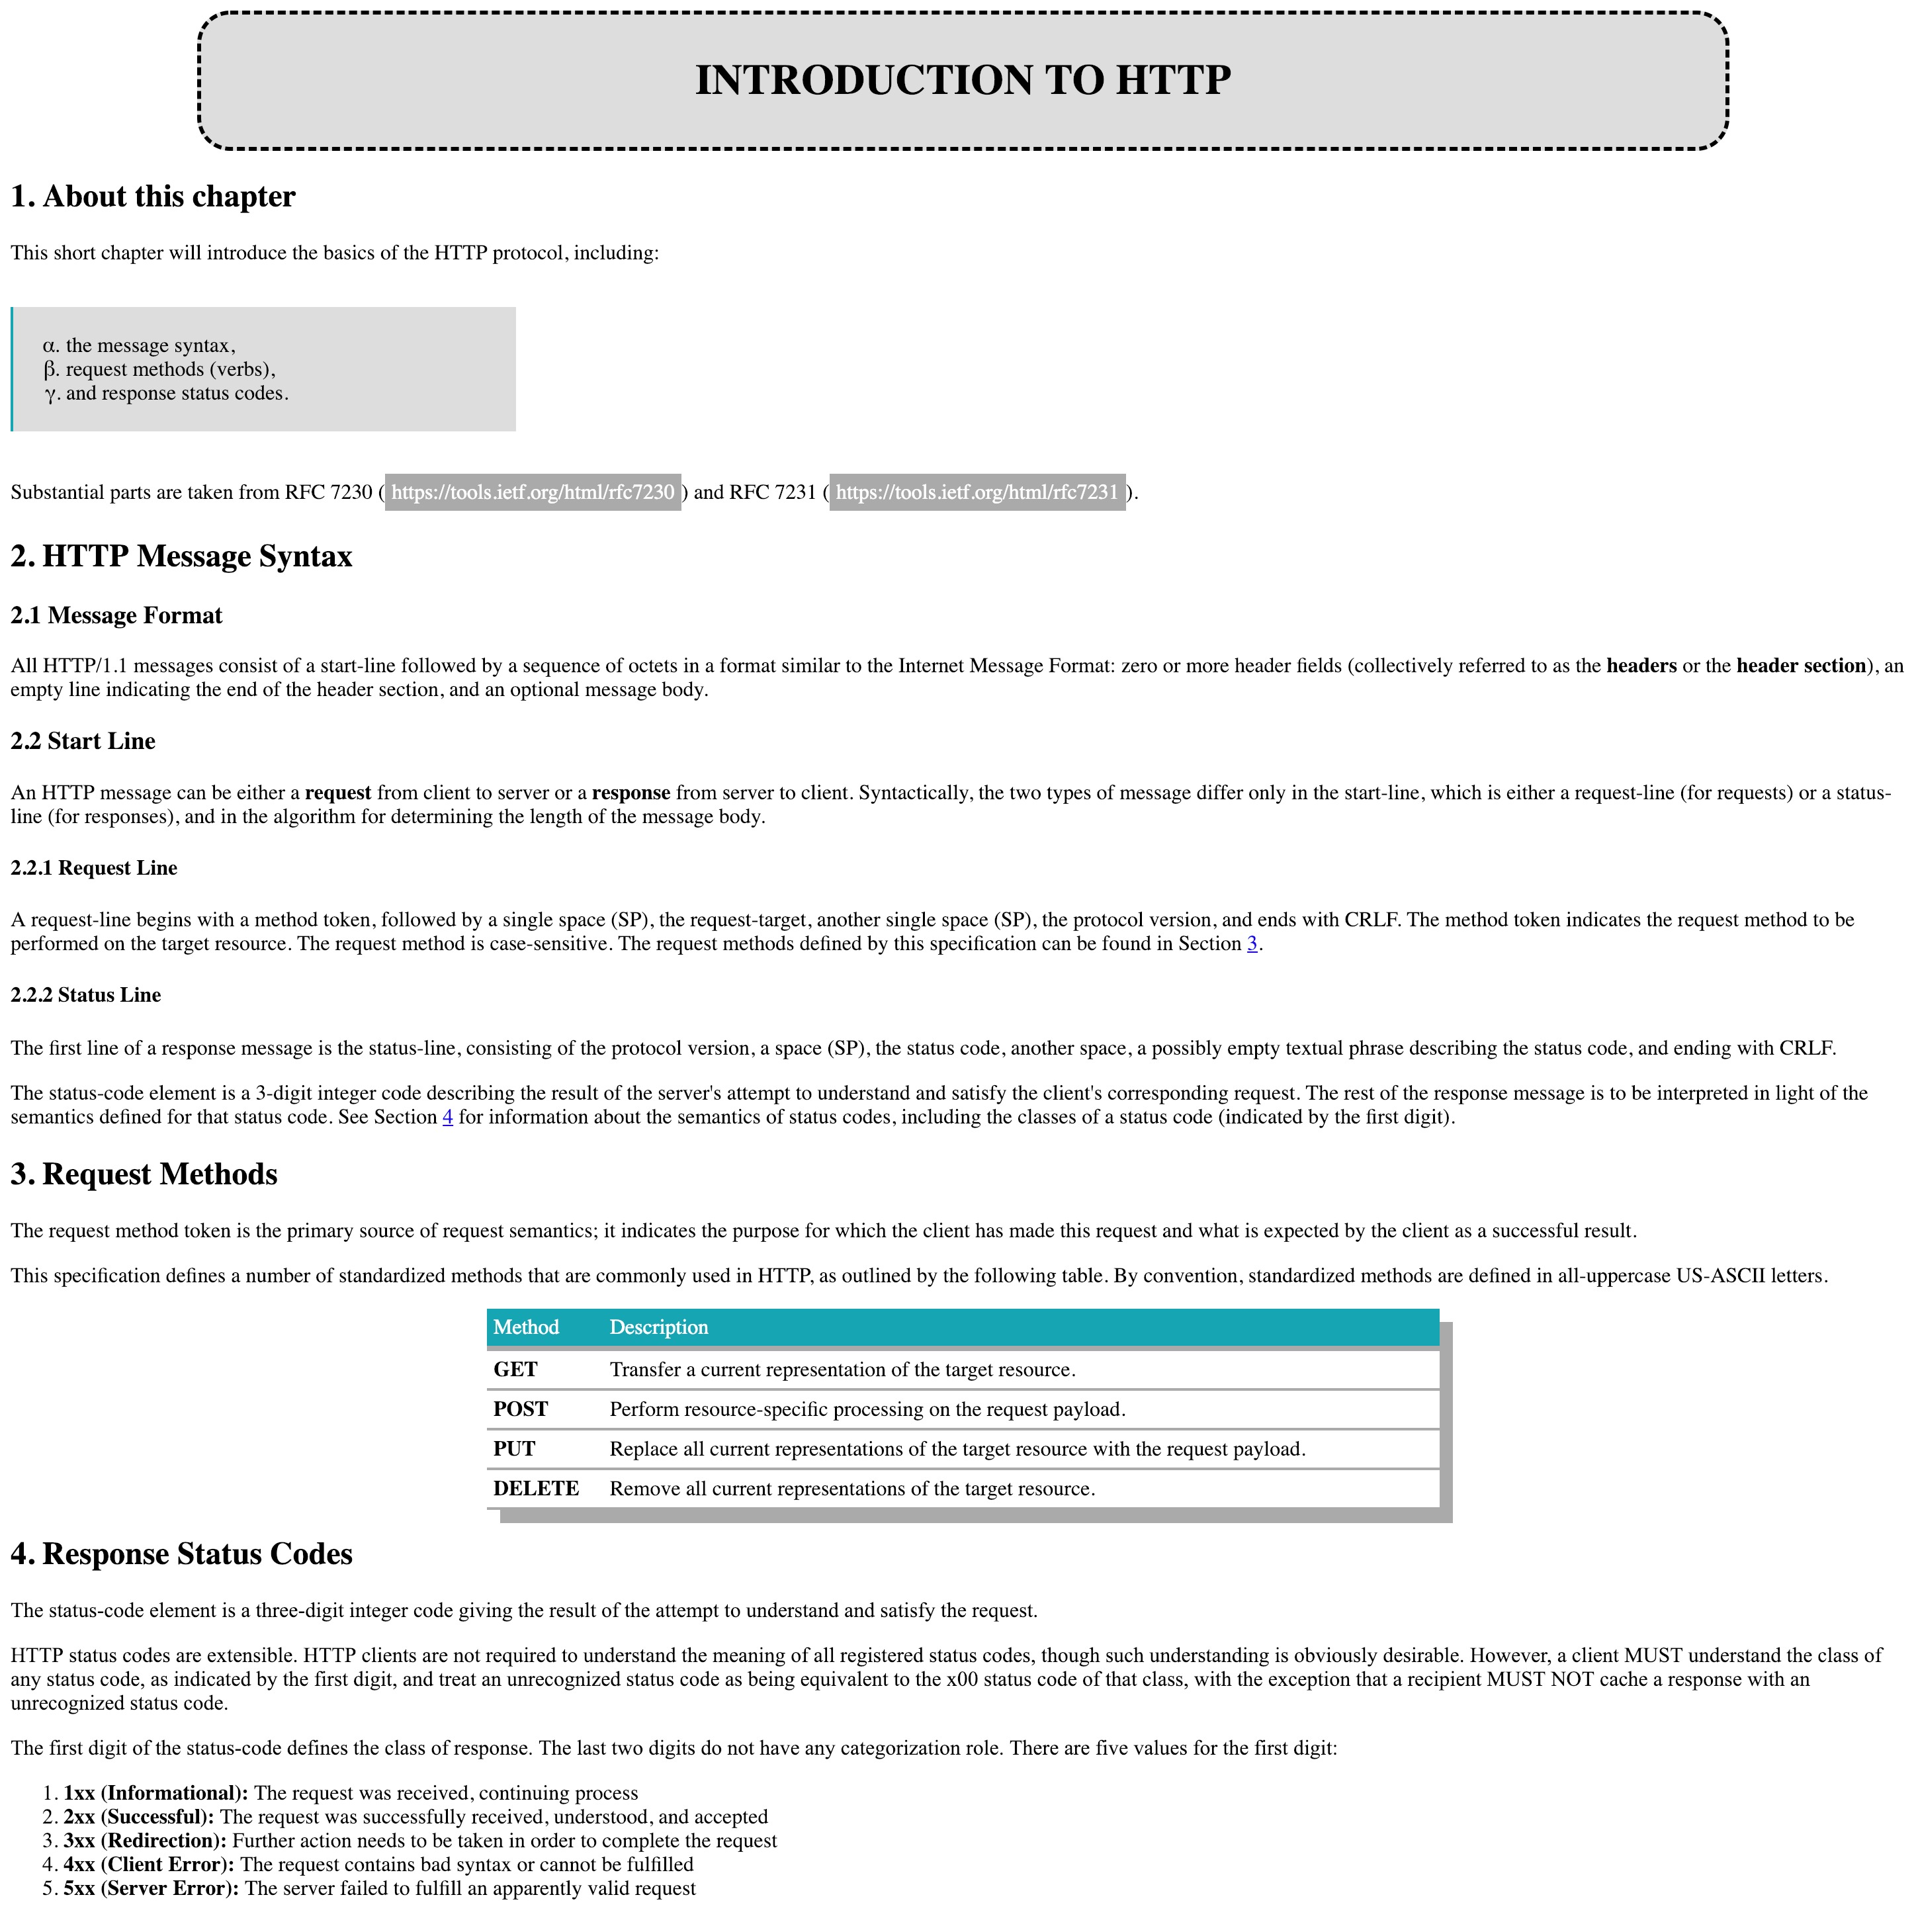 INTRODUCTION TO HTTP
1. About this chapter
This short chapter will introduce the basics of the HTTP protocol, including:
α. the message syntax,
β. request methods (verbs),
γ. and response status codes.
Substantial parts are taken from RFC 7230 ( https://tools.ietf.org/html/rfc7230 ) and RFC 7231 ( https://tools.ietf.org/html/rfc7231 ).
2. HTTP Message Syntax
2.1 Message Format
All HTTP/1.1 messages consist of a start-line followed by a sequence of octets in a format similar to the Internet Message Format: zero or more header fields (collectively referred to as the headers or the header section), an
empty line indicating the end of the header section, and an optional message body.
2.2 Start Line
An HTTP message can be either a request from client to server or a response from server to client. Syntactically, the two types of message differ only in the start-line, which is either a request-line (for requests) or a status-
line (for responses), and in the algorithm for determining the length of the message body.
2.2.1 Request Line
A request-line begins with a method token, followed by a single space (SP), the request-target, another single space (SP), the protocol version, and ends with CRLF. The method token indicates the request method to be
performed on the target resource. The request method is case-sensitive. The request methods defined by this specification can be found in Section 3.
2.2.2 Status Line
The first line of a response message is the status-line, consisting of the protocol version, a space (SP), the status code, another space, a possibly empty textual phrase describing the status code, and ending with CRLF.
The status-code element is a 3-digit integer code describing the result of the server's attempt to understand and satisfy the client's corresponding request. The rest of the response message is to be interpreted in light of the
semantics defined for that status code. See Section 4 for information about the semantics of status codes, including the classes of a status code (indicated by the first digit).
3. Request Methods
The request method token is the primary source of request semantics; it indicates the purpose for which the client has made this request and what is expected by the client as a successful result.
This specification defines a number of standardized methods that are commonly used in HTTP, as outlined by the following table. By convention, standardized methods are defined in all-uppercase US-ASCII letters.
Method Description
GET Transfer a current representation of the target resource.
POST Perform resource-specific processing on the request payload.
PUT Replace all current representations of the target resource with the request payload.
DELETE Remove all current representations of the target resource.
4. Response Status Codes
The status-code element is a three-digit integer code giving the result of the attempt to understand and satisfy the request.
HTTP status codes are extensible. HTTP clients are not required to understand the meaning of all registered status codes, though such understanding is obviously desirable. However, a client MUST understand the class of
any status code, as indicated by the first digit, and treat an unrecognized status code as being equivalent to the x00 status code of that class, with the exception that a recipient MUST NOT cache a response with an
unrecognized status code.
The first digit of the status-code defines the class of response. The last two digits do not have any categorization role. There are five values for the first digit:
1. 1xx (Informational): The request was received, continuing process
2. 2xx (Successful): The request was successfully received, understood, and accepted
3. 3xx (Redirection): Further action needs to be taken in order to complete the request
4. 4xx (Client Error): The request contains bad syntax or cannot be fulfilled
5. 5xx (Server Error): The server failed to fulfill an apparently valid request